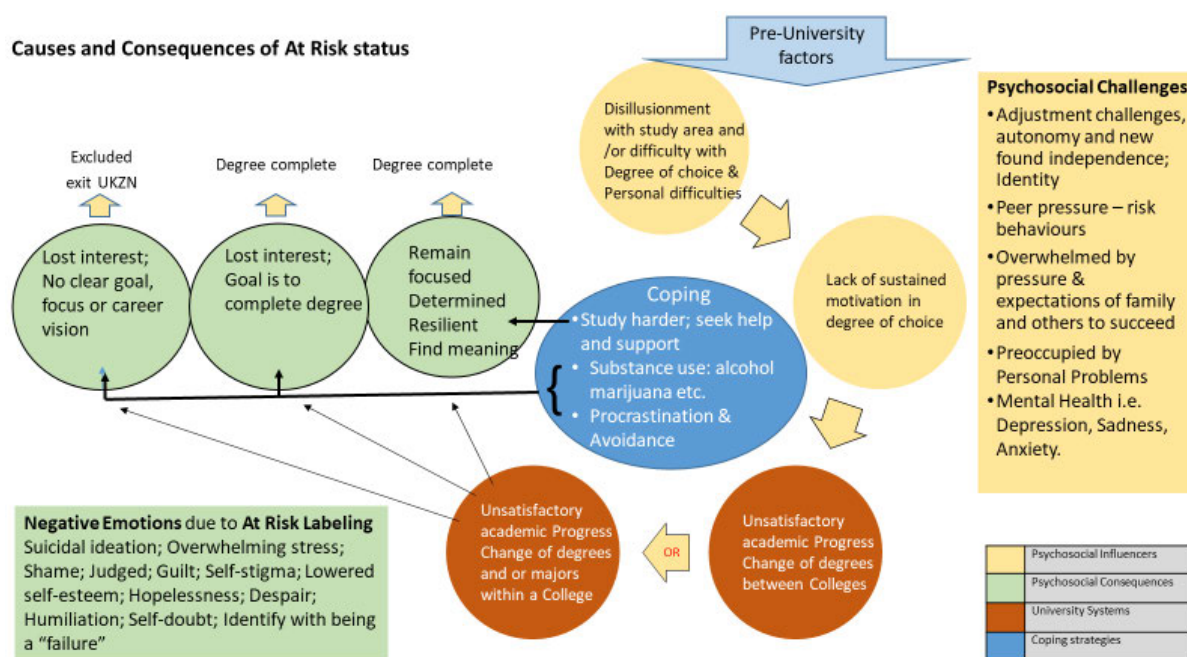 Causes and Consequences of At Risk status
Pre-University
factors
Disillusionment
with study area and
/or difficulty with
Degree of choice &
Personal difficulties
Psychosocial Challenges
•Adjustment challenges,
autonomy and new
found independence;
Identity
•Peer pressure – risk
behaviours
•Overwhelmed by
pressure &
expectations of family
and others to succeed
•Preoccupied by
Personal Problems
•Mental Health i.e.
Depression, Sadness,
Anxiety.
Excluded
exit UKZN
Degree complete
Degree complete
Lost interest;
No clear goal,
focus or career
vision
Lost interest;
Goal is to
complete degree
Remain
focused
Determined
Resilient
Find meaning
Coping
•Study harder; seek help
and support
• Substance use: alcohol
marijuana etc.
• Procrastination &
Avoidance
Lack of sustained
motivation in
degree of choice
Unsatisfactory
academic Progress
Change of degrees
and or majors
within a College
OR
Unsatisfactory
academic Progress
Change of degrees
between Colleges
Negative Emotions due to At Risk Labeling
Suicidal ideation; Overwhelming stress;
Shame; Judged; Guilt; Self-stigma; Lowered
self-esteem; Hopelessness; Despair;
Humiliation; Self-doubt; Identify with being
a “failure”
Psychosocial Influencers
Psychosocial Consequences
University Systems
Coping strategies